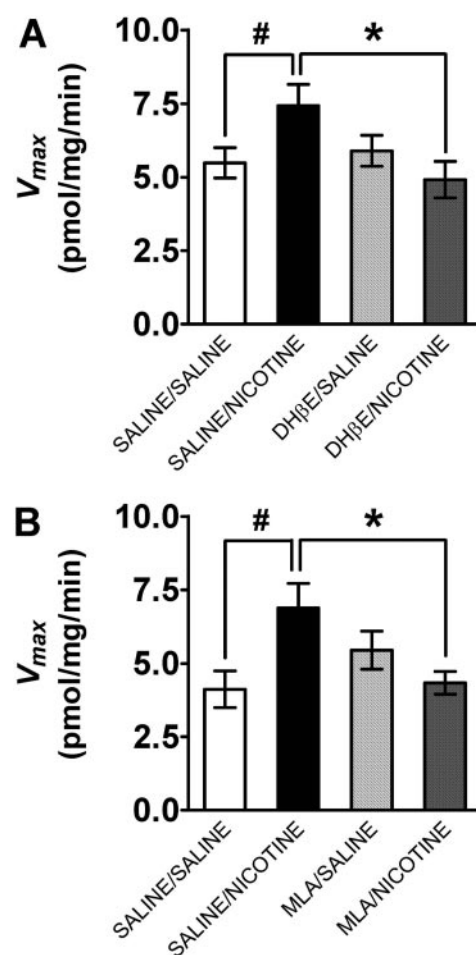 A
Vmax
(pmol/mg/min)
10.0
7.5
5.0
2.5
0.0
#
*
SALINE/SALINE
SALINE/NICOTINE
DHβE/SALINE
DHβE/NICOTINE
B
Vmax
(pmol/mg/min)
10.0
7.5
5.0
2.5
0.0
#
*
SALINE/SALINE
SALINE/NICOTINE
MLA/SALINE
MLA/NICOTINE